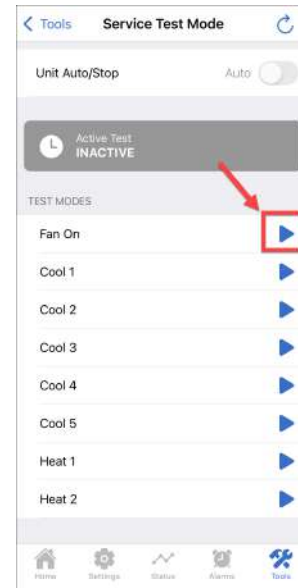 Tools Service Test Mode
Unit Auto/Stop Auto
Active Test
INACTIVE
TEST MODES
Fan On
Cool 1
Cool 2
Cool 3
Cool 4
Cool 5
Heat 1
Heat 2
Home Settings Status Alarms Tools